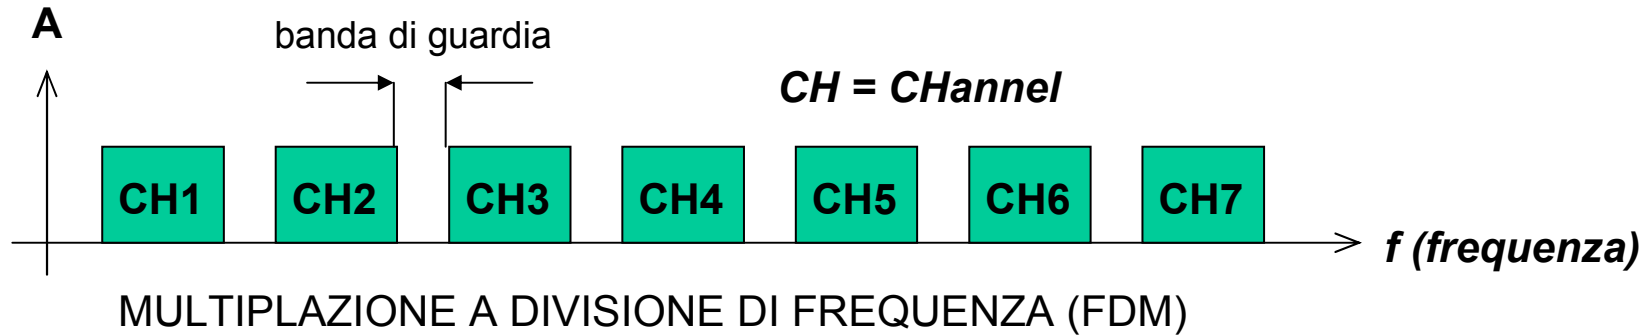 A
banda di guardia
CH = CHannel
CH1 CH2 CH3 CH4 CH5 CH6 CH7
f (frequenza)
MULTIPLAZIONE A DIVISIONE DI FREQUENZA (FDM)